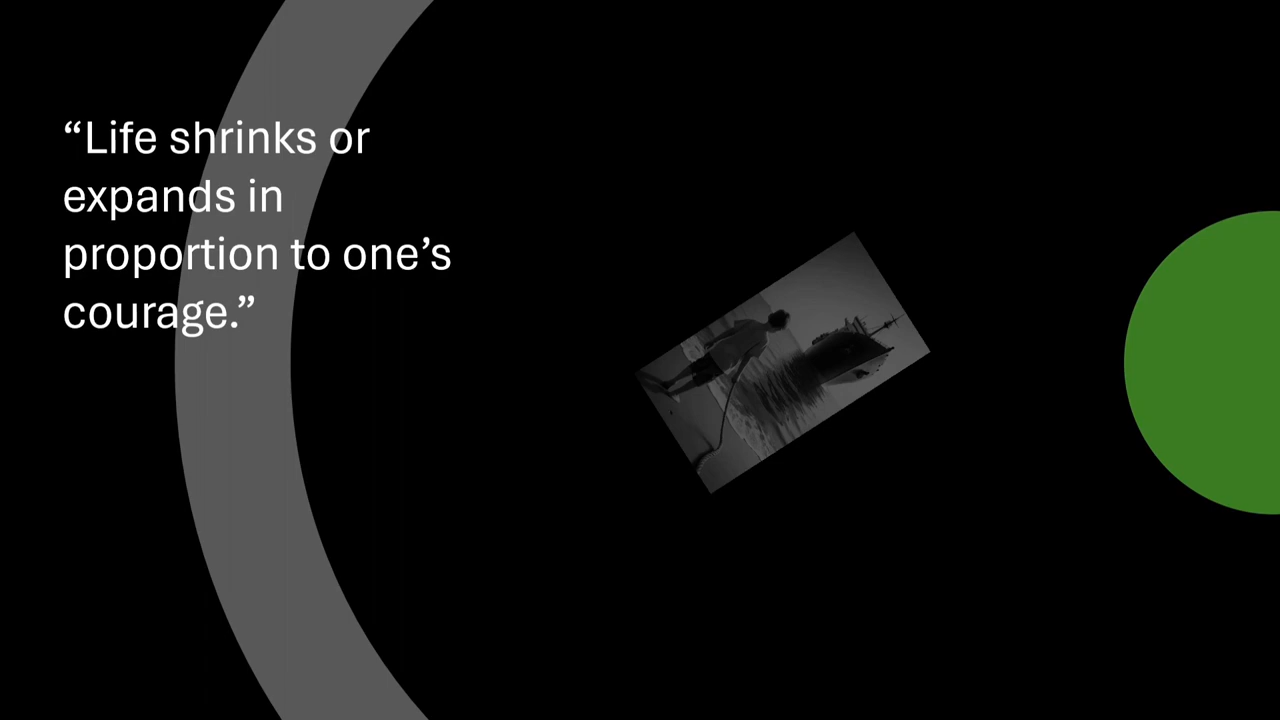 “Life shrinks or
expands in
proportion to one’s
courage.”